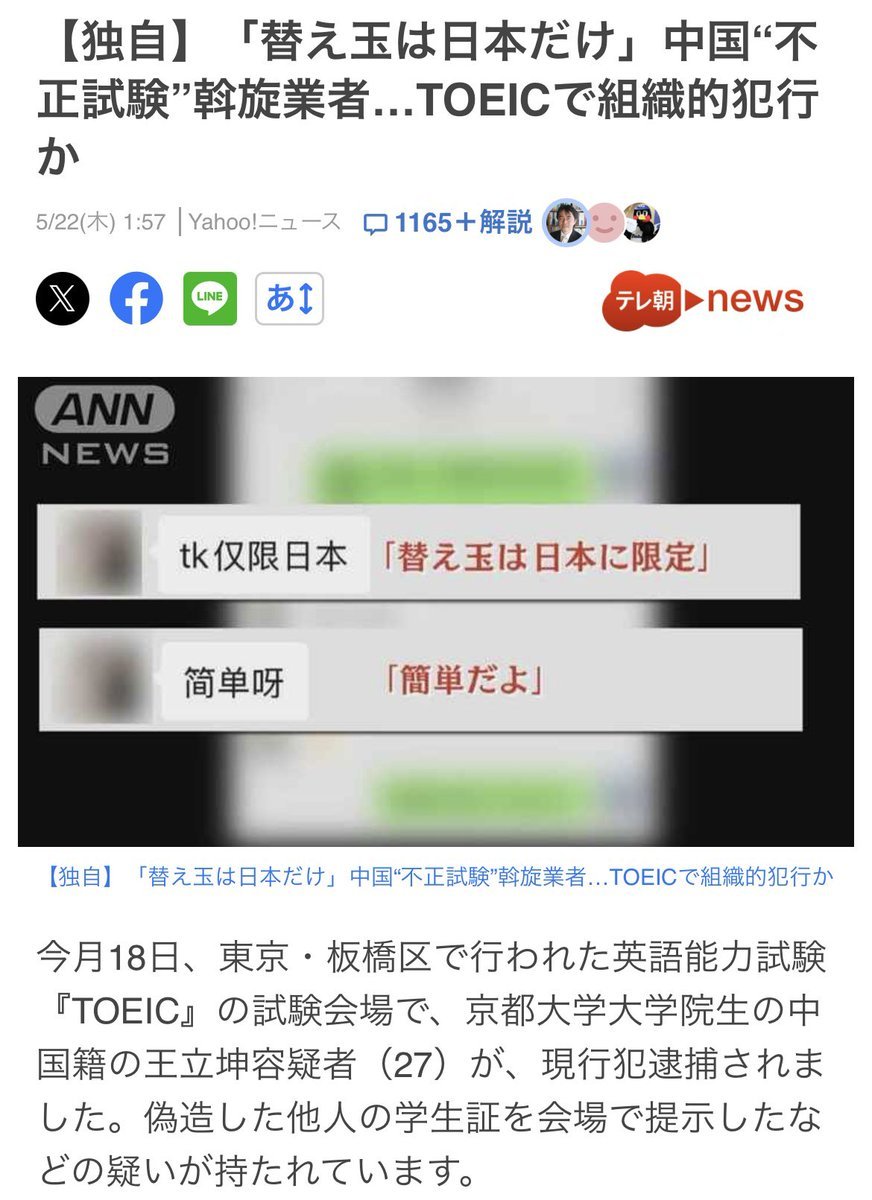 【独自】「替え玉は日本だけ」中国“不
正試験”斡旋業者…TOEICで組織的犯行
か
5/22(木) 1:57 Yahoo!ニュース 1165＋解説
X LINE あ↕ テレ朝 news
ANN
NEWS
tk仅限日本 「替え玉は日本に限定」
简单呀 「簡単だよ」
【独自】「替え玉は日本だけ」中国“不正試験”斡旋業者…TOEICで組織的犯行か
今月18日、東京・板橋区で行われた英語能力試験
『TOEIC』の試験会場で、京都大学大学院生の中
国籍の王立坤容疑者（27）が、現行犯逮捕されま
した。偽造した他人の学生証を会場で提示したな
どの疑いが持たれています。